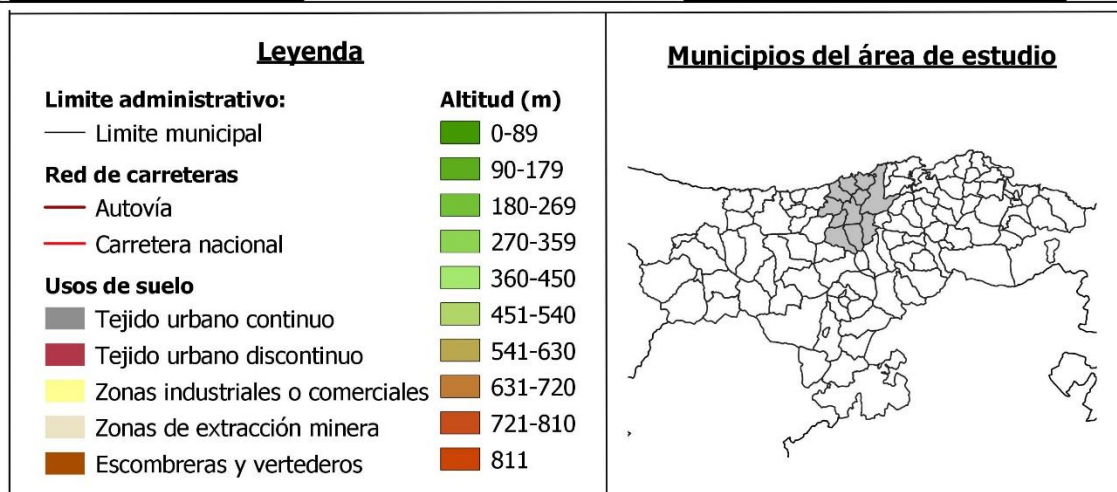 Leyenda
Limite administrativo:
Limite municipal
Red de carreteras
Autovía
Carretera nacional
Usos de suelo
Tejido urbano continuo
Tejido urbano discontinuo
Zonas industriales o comerciales
Zonas de extracción minera
Escombreras y vertederos
Altitud (m)
0-89
90-179
180-269
270-359
360-450
451-540
541-630
631-720
721-810
811
Municipios del área de estudio